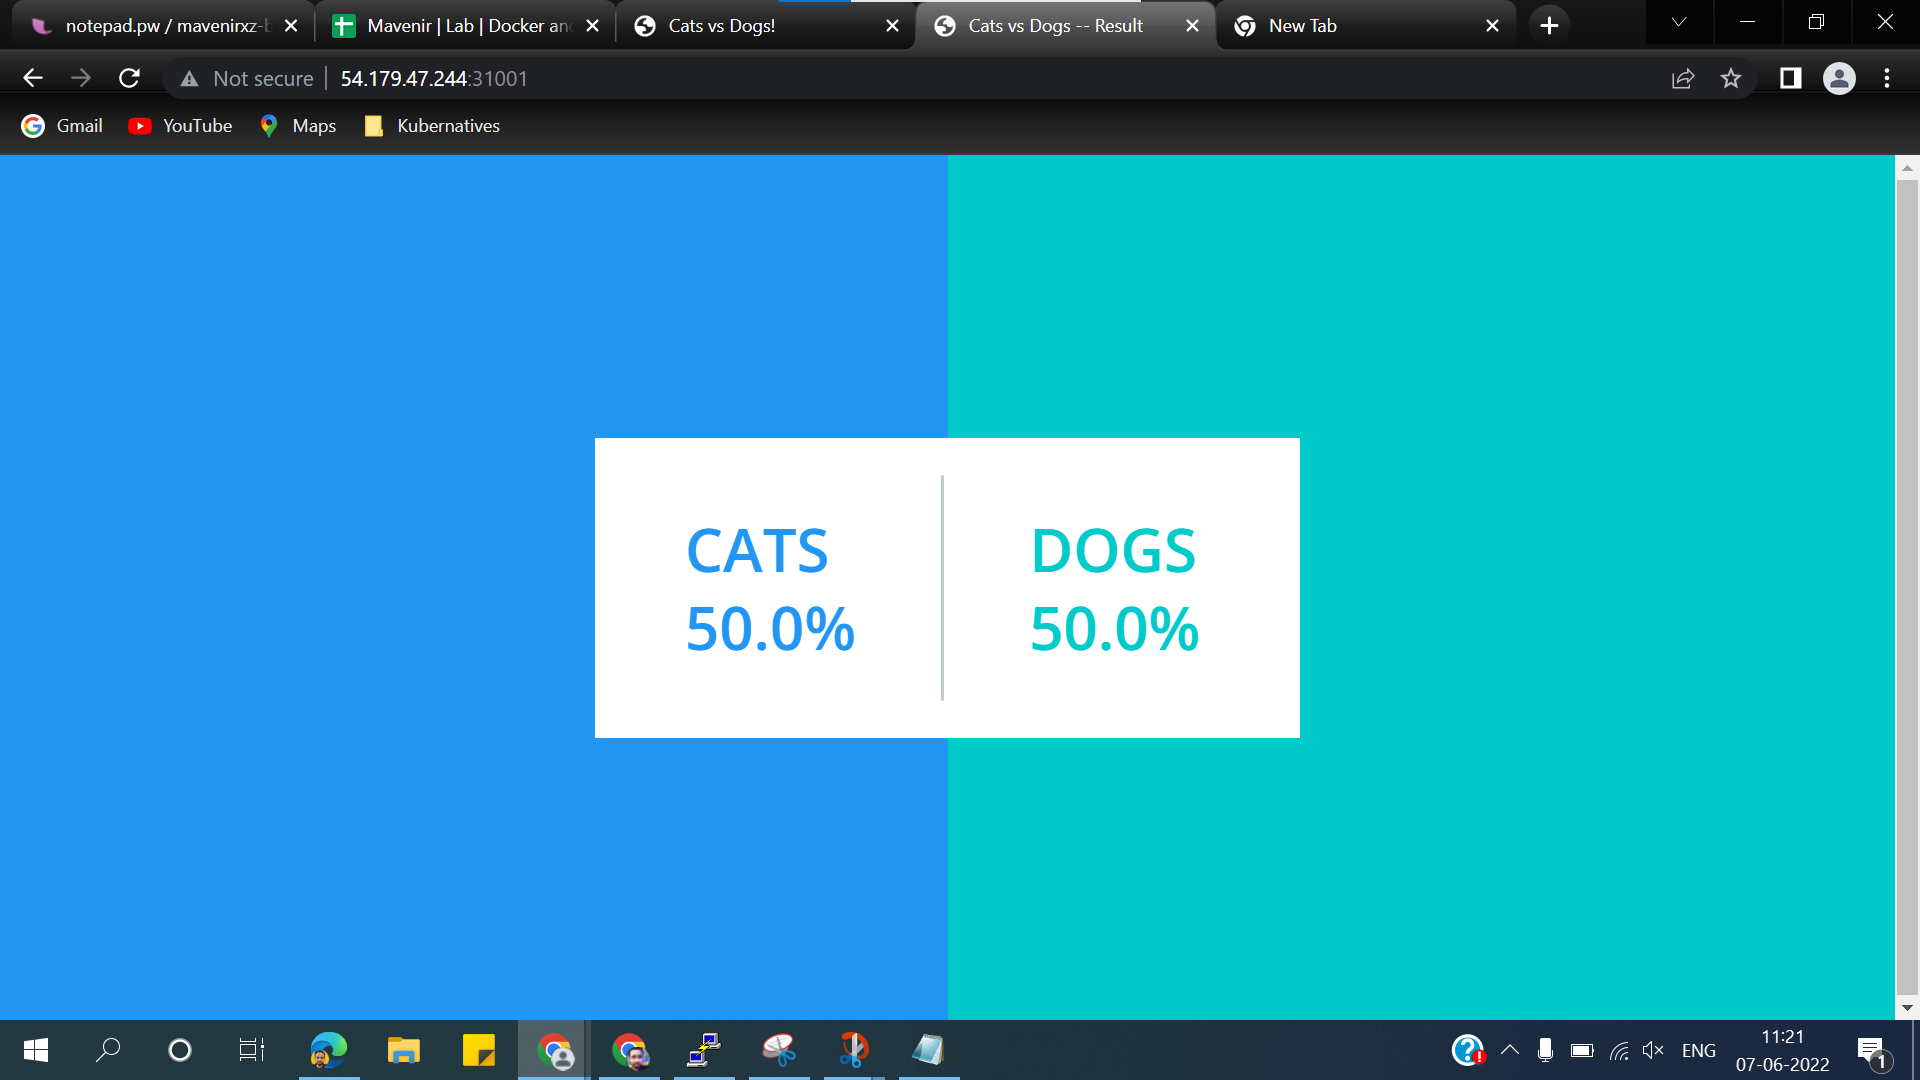 notepad.pw / mavenirxz-b
Mavenir | Lab | Docker an
Cats vs Dogs!
Cats vs Dogs -- Result
New Tab
Not secure | 54.179.47.244:31001
Gmail
YouTube
Maps
Kubernatives
CATS
50.0%
DOGS
50.0%
ENG
11:21
07-06-2022
1